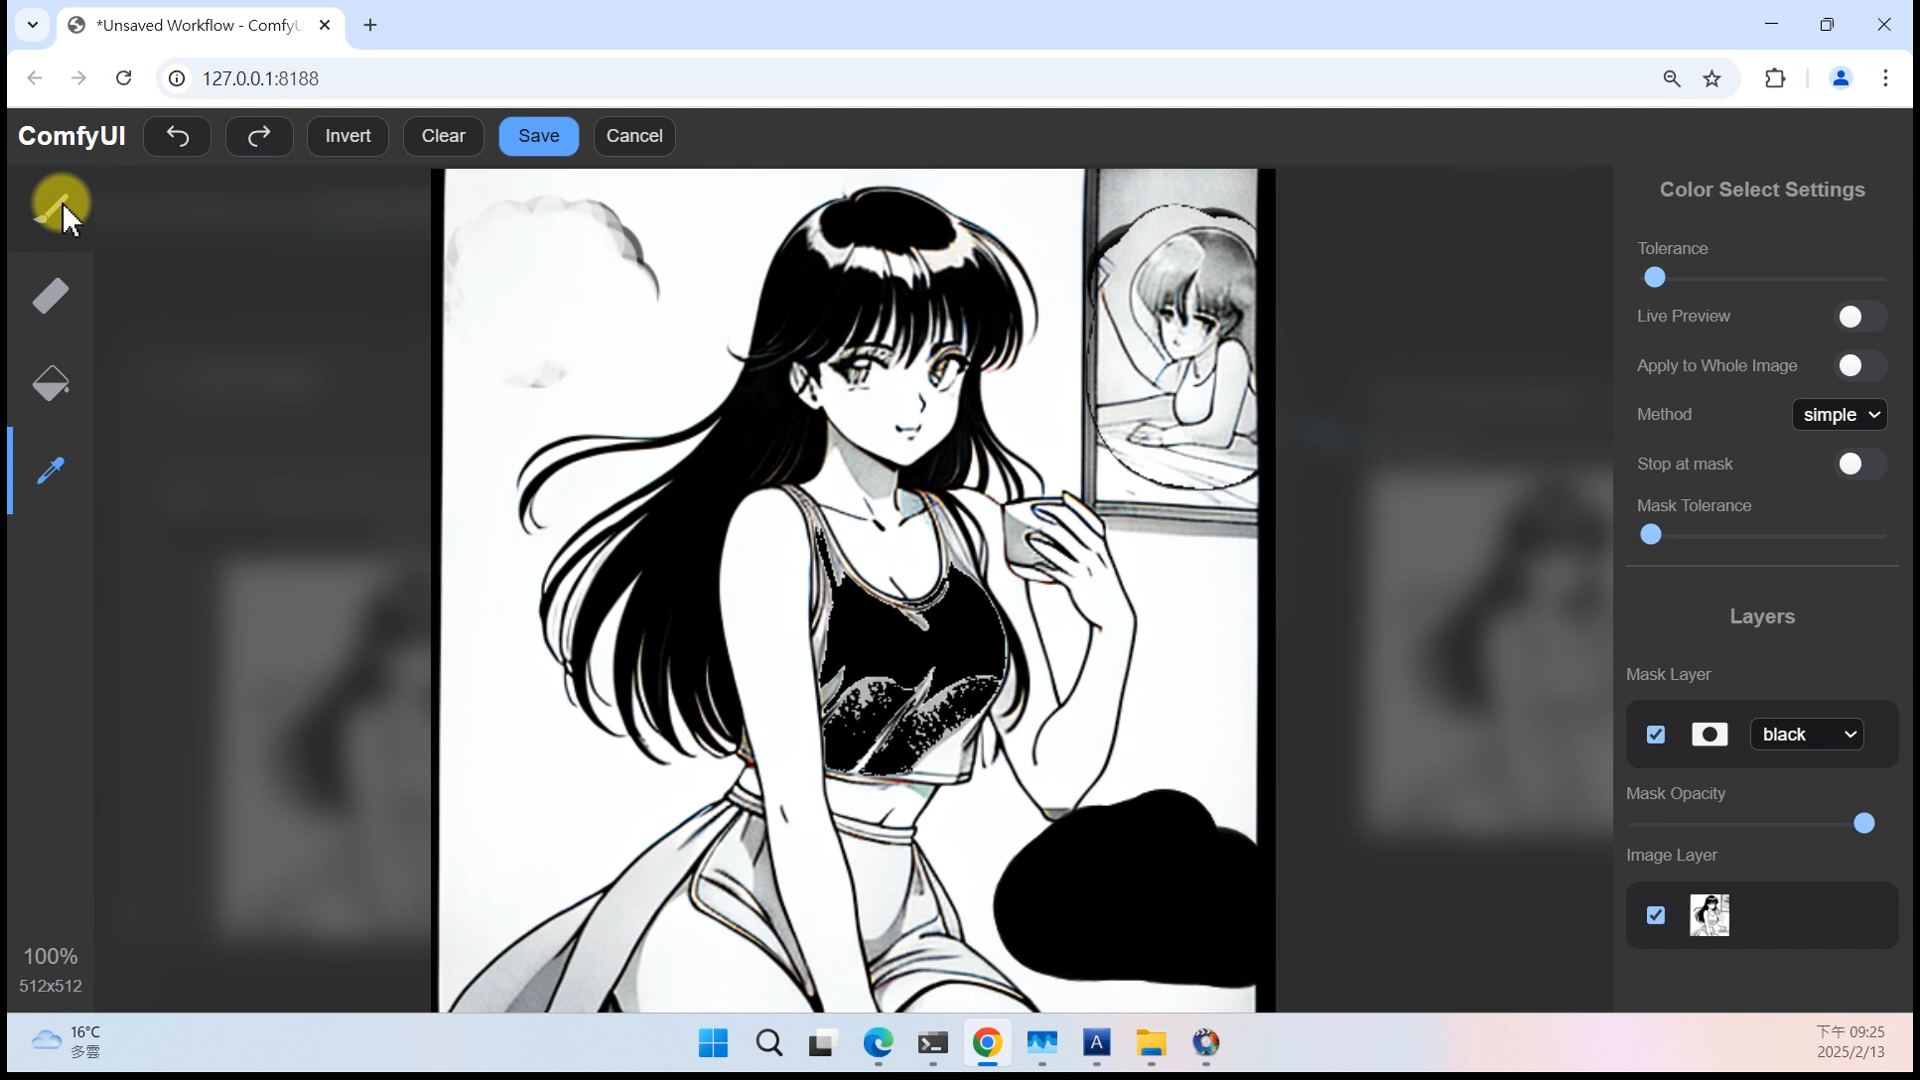 *Unsaved Workflow - ComfyU
127.0.0.1:8188
ComfyUI
Invert
Clear
Save
Cancel
Color Select Settings
Tolerance
Live Preview
Apply to Whole Image
Method
simple
Stop at mask
Mask Tolerance
Layers
Mask Layer
black
Mask Opacity
Image Layer
100%
512x512
16°C
多雲
A
下午 09:25
2025/2/13